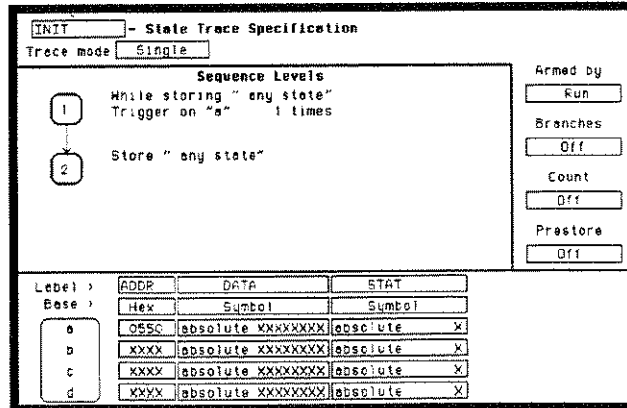 INIT - State Trace Specification
Trace mode Single
Sequence Levels
1
While storing " any state"
Trigger on "a" 1 times
2
Store " any state"
Armed by
Run
Branches
Off
Count
Off
Prestore
Off
Label > ADDR DATA STAT
Base > Hex Symbol Symbol
a 0550 absolute XXXXXXXX absolute X
b XXXX absolute XXXXXXXX absolute X
c XXXX absolute XXXXXXXX absolute X
d XXXX absolute XXXXXXXX absolute X